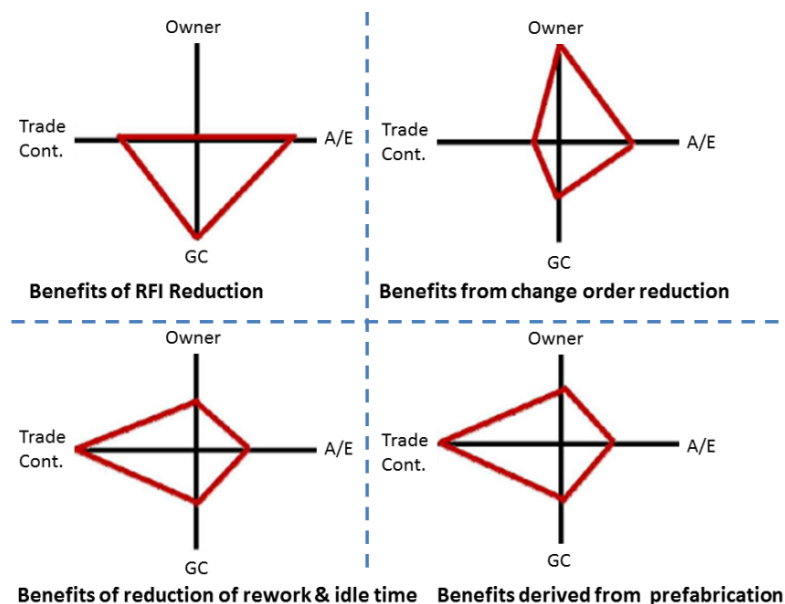 Owner
Trade
Cont.
A/E
GC
Benefits of RFI Reduction
Owner
Trade
Cont.
A/E
GC
Benefits from change order reduction
Owner
Trade
Cont.
A/E
GC
Benefits of reduction of rework & idle time
Owner
Trade
Cont.
A/E
GC
Benefits derived from prefabrication